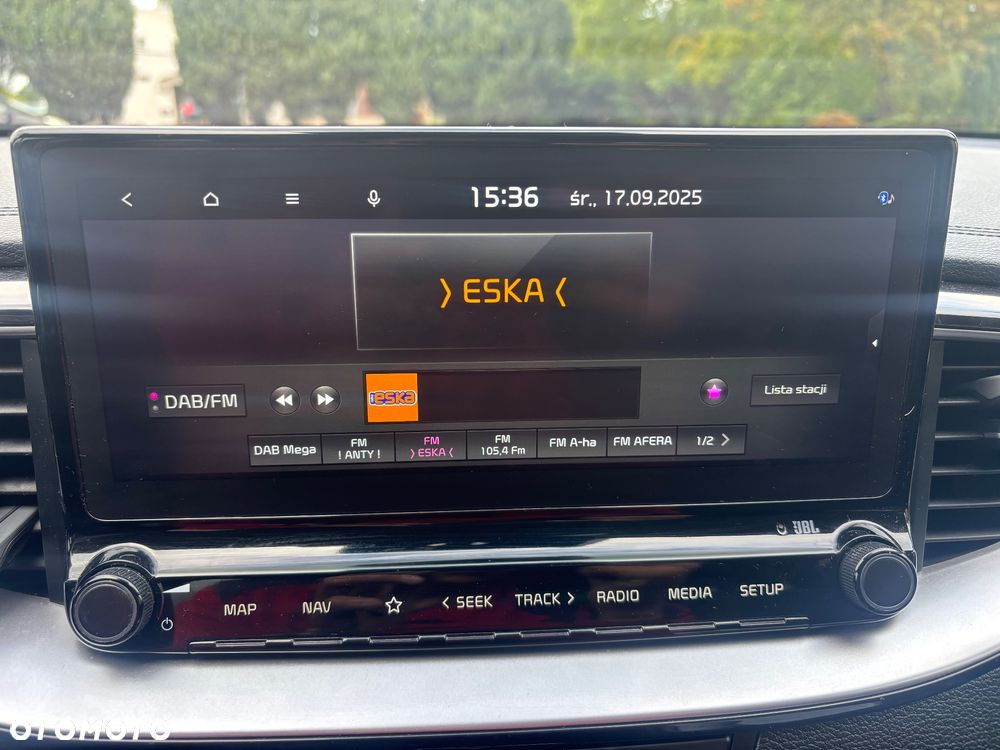 15:36 śr., 17.09.2025
❭ ESKA ❬
DAB/FM
eska
Lista stacji
DAB Mega
FM
! ANTY !
FM
❭ESKA❬
FM
105,4 Fm
FM A-ha
FM AFERA
1/2 >
JBL
MAP
NAV
< SEEK
TRACK >
RADIO
MEDIA
SETUP
OTOMOTO